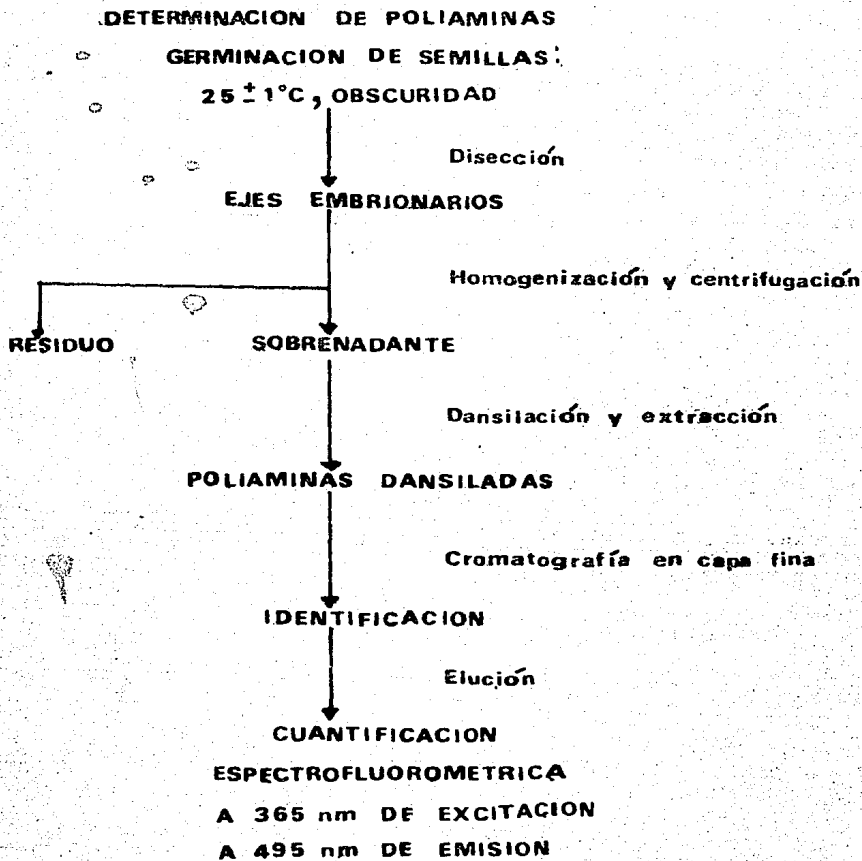 DETERMINACION DE POLIAMINAS
GERMINACION DE SEMILLAS:
25 ± 1°C, OBSCURIDAD
Disección
EJES EMBRIONARIOS
Homogenización y centrifugación
RESIDUO SOBRENADANTE
Dansilación y extracción
POLIAMINAS DANSILADAS
Cromatografía en capa fina
IDENTIFICACION
Elución
CUANTIFICACION
ESPECTROFLUOROMETRICA
A 365 nm DE EXCITACION
A 495 nm DE EMISION